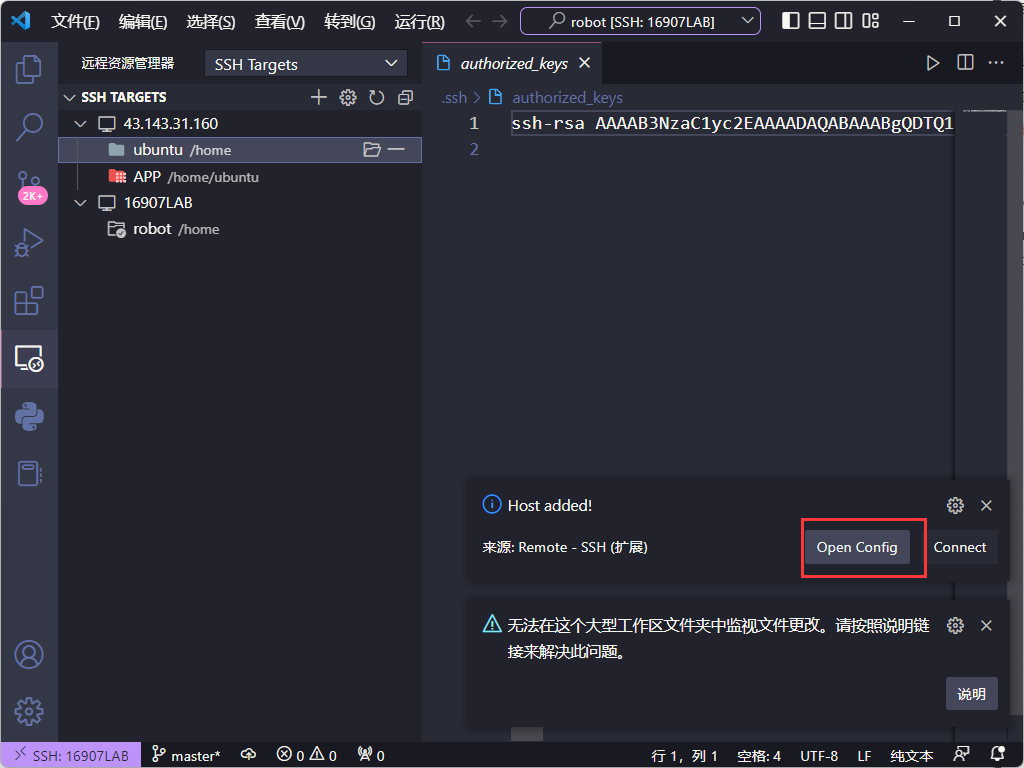 文件(F) 编辑(E) 选择(S) 查看(V) 转到(G) 运行(R) robot [SSH: 16907LAB]
远程资源管理器 SSH Targets
authorized_keys
SSH TARGETS
.ssh > authorized_keys
43.143.31.160
1 ssh-rsa AAAAB3NzaC1yc2EAAAADAQABAAABgQDTQ1
ubuntu /home
2
APP /home/ubuntu
2K+
16907LAB
robot /home
Host added!
来源: Remote - SSH (扩展)
Open Config
Connect
无法在这个大型工作区文件夹中监视文件更改。请按照说明链
接来解决此问题。
说明
SSH: 16907LAB master* 0 0 0 行 1，列 1 空格: 4 UTF-8 LF 纯文本